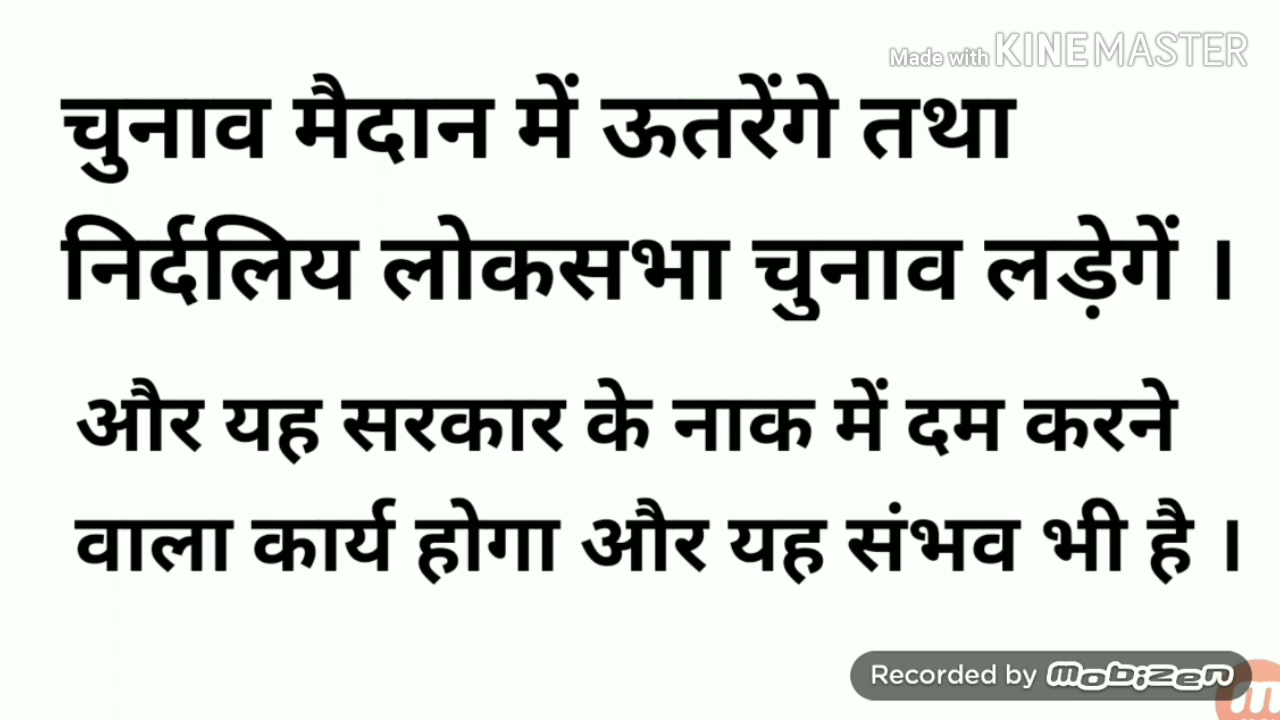 Made with KINEMASTER
चुनाव मैदान में ऊतरेंगे तथा
निर्दलिय लोकसभा चुनाव लड़ेगें ।
और यह सरकार के नाक में दम करने
वाला कार्य होगा और यह संभव भी है ।
Recorded by Mobizen